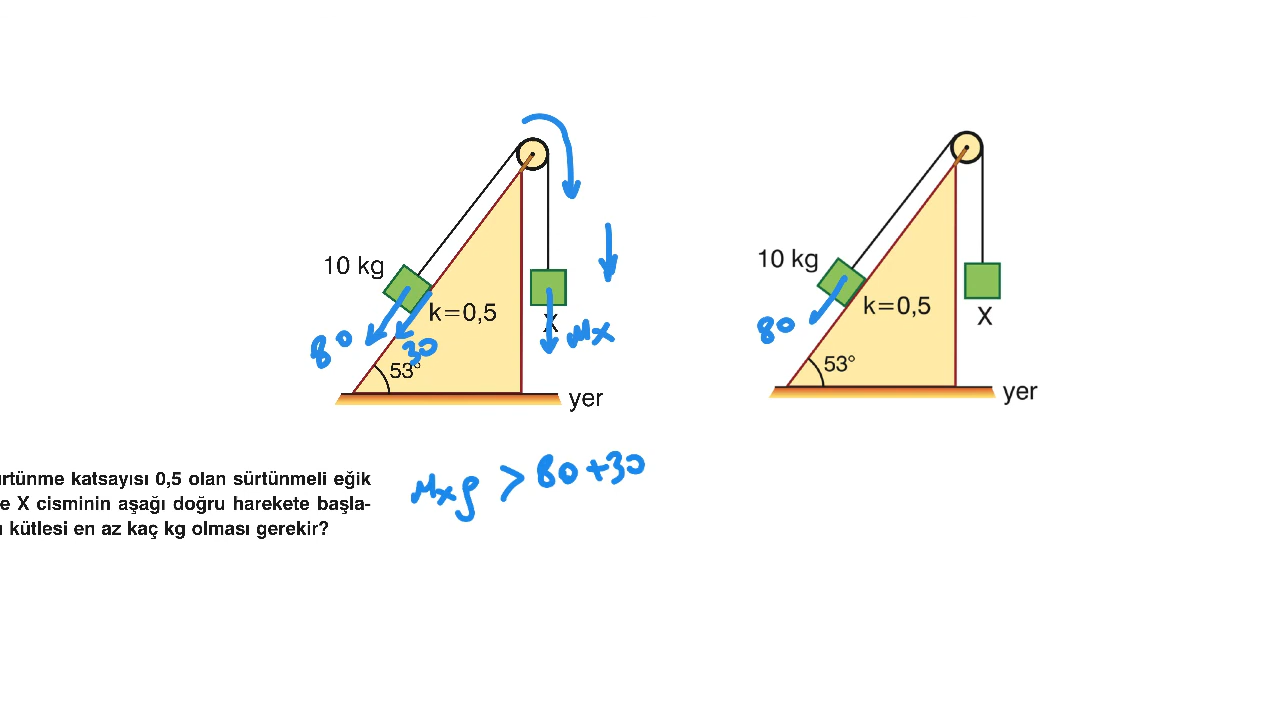 10 kg
k=0,5
80
30
53°
X
Mx
yer
10 kg
k=0,5
80
53°
X
yer
katsayısı 0,5 olan sürtünmeli eğik
X cisminin aşağı doğru harekete başla-
kütlesi en az kaç kg olması gerekir?
Mxg > 80+30